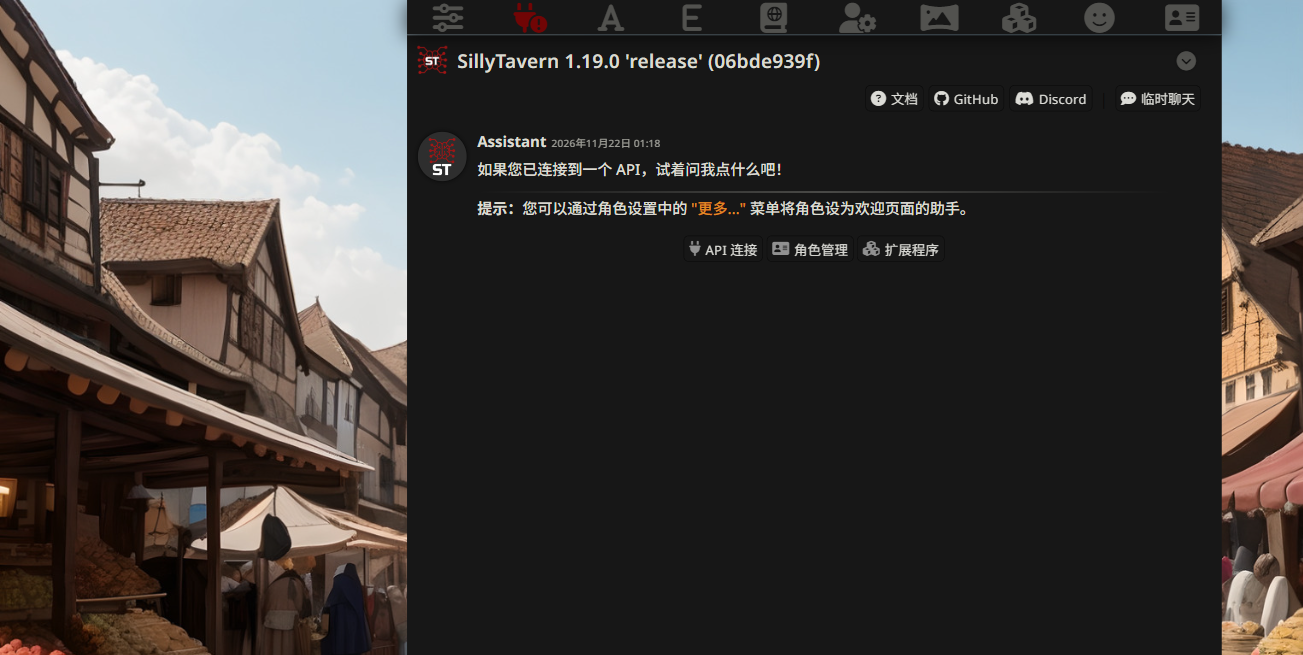 SillyTavern 1.19.0 'release' (06bde939f)
文档 GitHub Discord 临时聊天
Assistant 2026年11月22日 01:18
如果您已连接到一个 API，试着问我点什么吧！
提示：您可以通过角色设置中的 "更多..." 菜单将角色设为欢迎页面的助手。
API 连接 角色管理 扩展程序
ST
ST